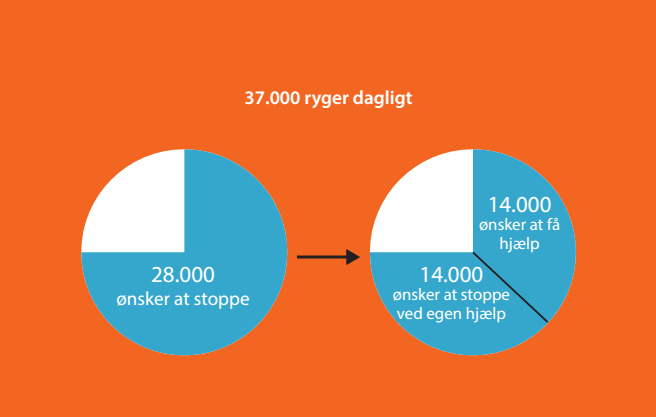 37.000 ryger dagligt
28.000
ønsker at stoppe
14.000
ønsker at få
hjælp
14.000
ønsker at stoppe
ved egen hjælp